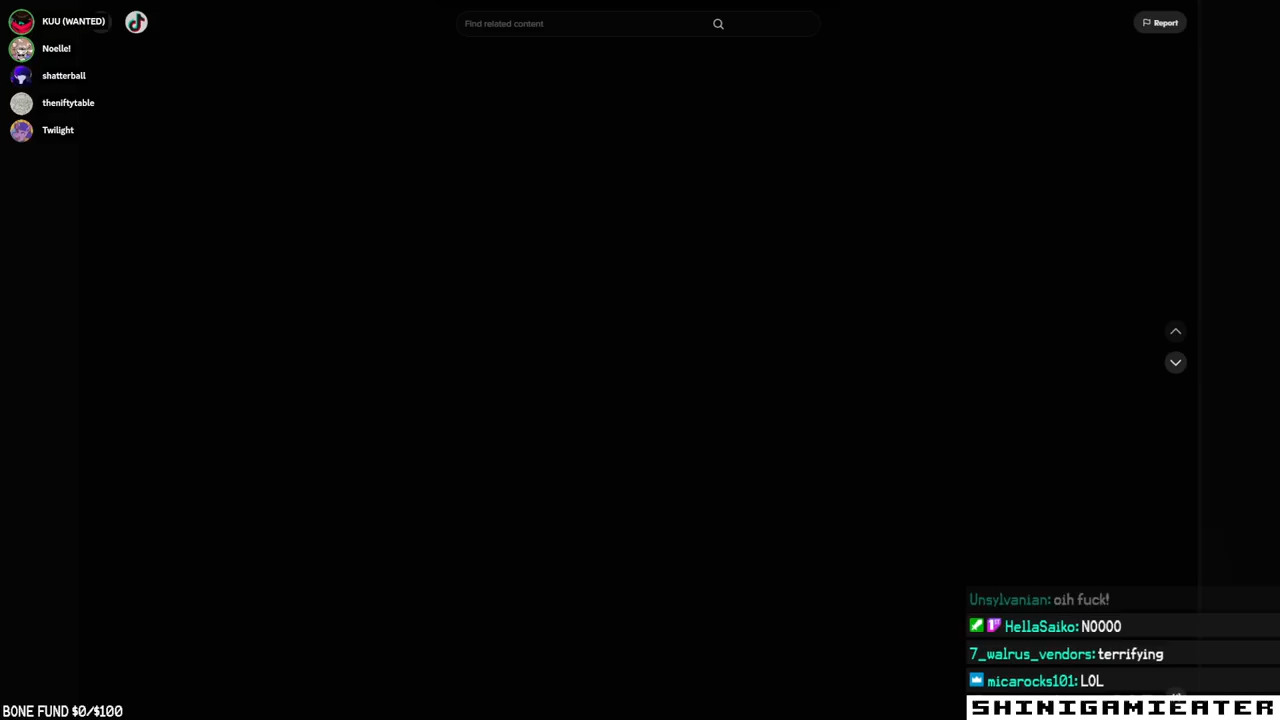 KUU (WANTED)
Noelle!
shatterball
theniftytable
Twilight
Find related content
Report
Unsylvanian: oih fuck!
HellaSaiko: NOOOO
7_walrus_vendors: terrifying
micarocks101: LOL
BONE FUND $0/$100
SHINIGAMIEATER